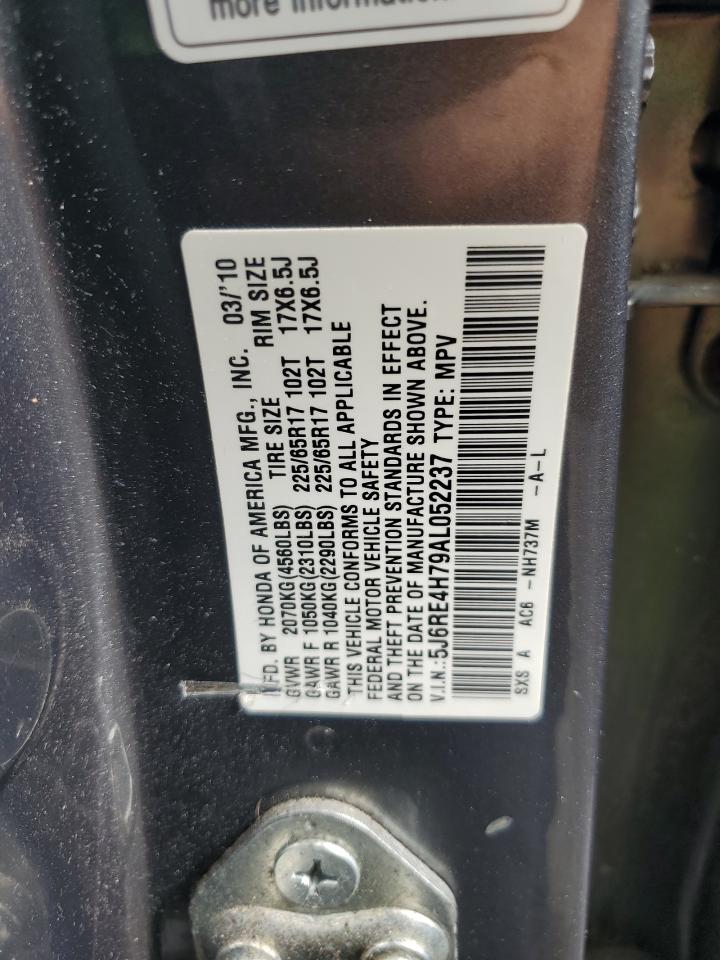 more information.
MFD. BY HONDA OF AMERICA MFG., INC. 03/'10
TIRE SIZE RIM SIZE
GVWR 2070KG(4560LBS)
GAWR F 1050KG(2310LBS) 225/65R17 102T 17X6.5J
GAWR R 1040KG(2290LBS) 225/65R17 102T 17X6.5J
THIS VEHICLE CONFORMS TO ALL APPLICABLE
FEDERAL MOTOR VEHICLE SAFETY
AND THEFT PREVENTION STANDARDS IN EFFECT
ON THE DATE OF MANUFACTURE SHOWN ABOVE.
V.I.N.:5J6RE4H79AL052237 TYPE: MPV
SXS A AC6 -NH737M -A-L